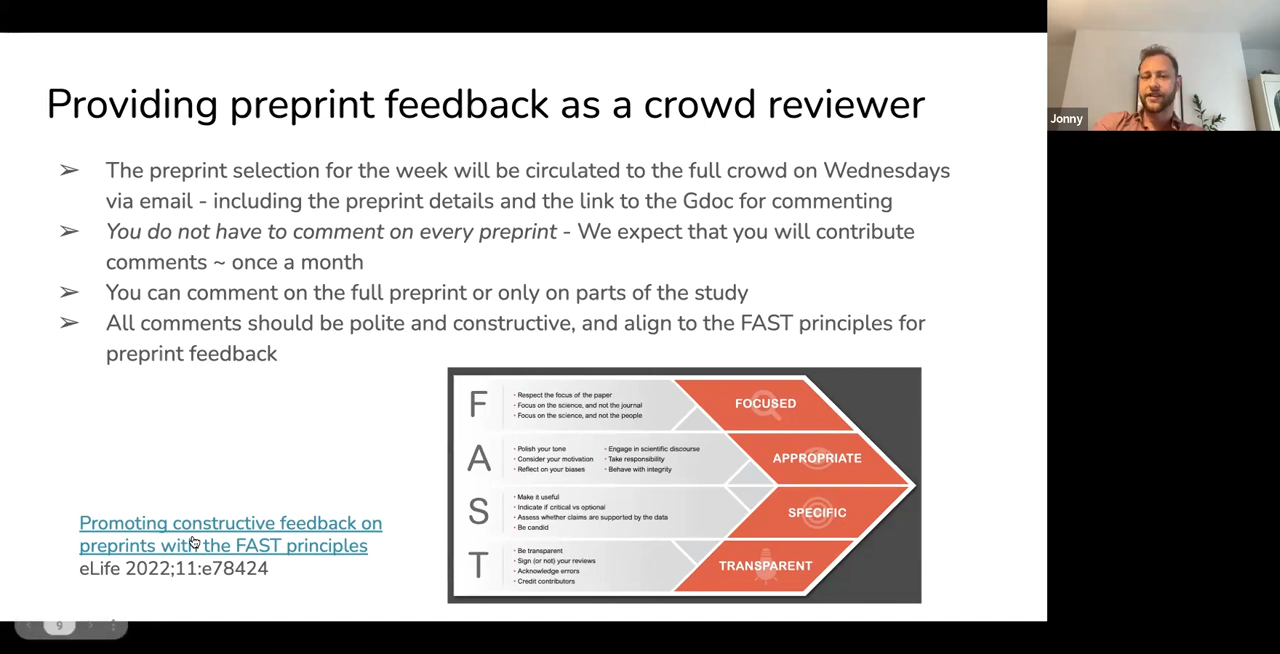 Providing preprint feedback as a crowd reviewer
Jonny
➢ The preprint selection for the week will be circulated to the full crowd on Wednesdays
via email - including the preprint details and the link to the Gdoc for commenting
➢ You do not have to comment on every preprint - We expect that you will contribute
comments ~ once a month
➢ You can comment on the full preprint or only on parts of the study
➢ All comments should be polite and constructive, and align to the FAST principles for
preprint feedback
F
• Respect the focus of the paper
• Focus on the science, and not the journal
• Focus on the science, and not the people
FOCUSED
A
• Polish your tone
• Consider your motivation
• Reflect on your biases
• Engage in scientific discourse
• Take responsibility
• Behave with integrity
APPROPRIATE
S
• Make it useful
• Indicate if critical vs optional
• Assess whether claims are supported by the data
• Be candid
SPECIFIC
T
• Be transparent
• Sign (or not) your reviews
• Acknowledge errors
• Credit contributors
TRANSPARENT
Promoting constructive feedback on
preprints with the FAST principles
eLife 2022;11:e78424
9